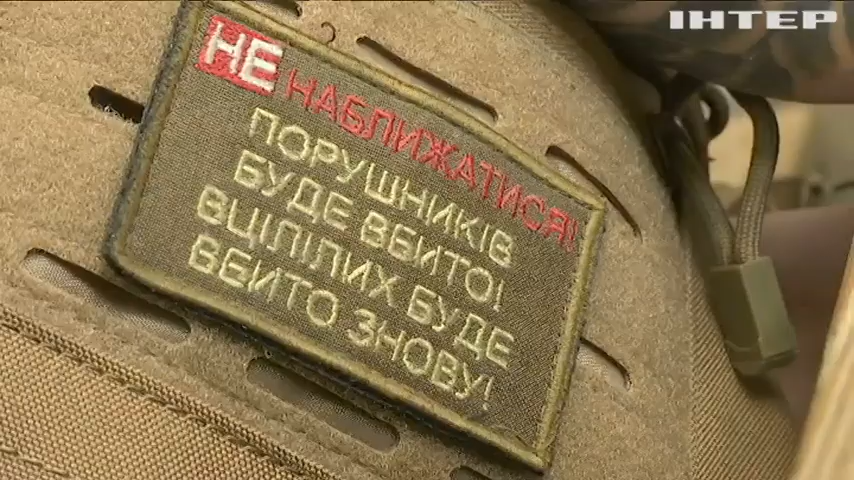 ІНТЕР
НЕ НАБЛИЖАТИСЯ!
ПОРУШНИКІВ
БУДЕ ВБИТО!
ВЦІЛІЛИХ БУДЕ
ВБИТО ЗНОВУ!